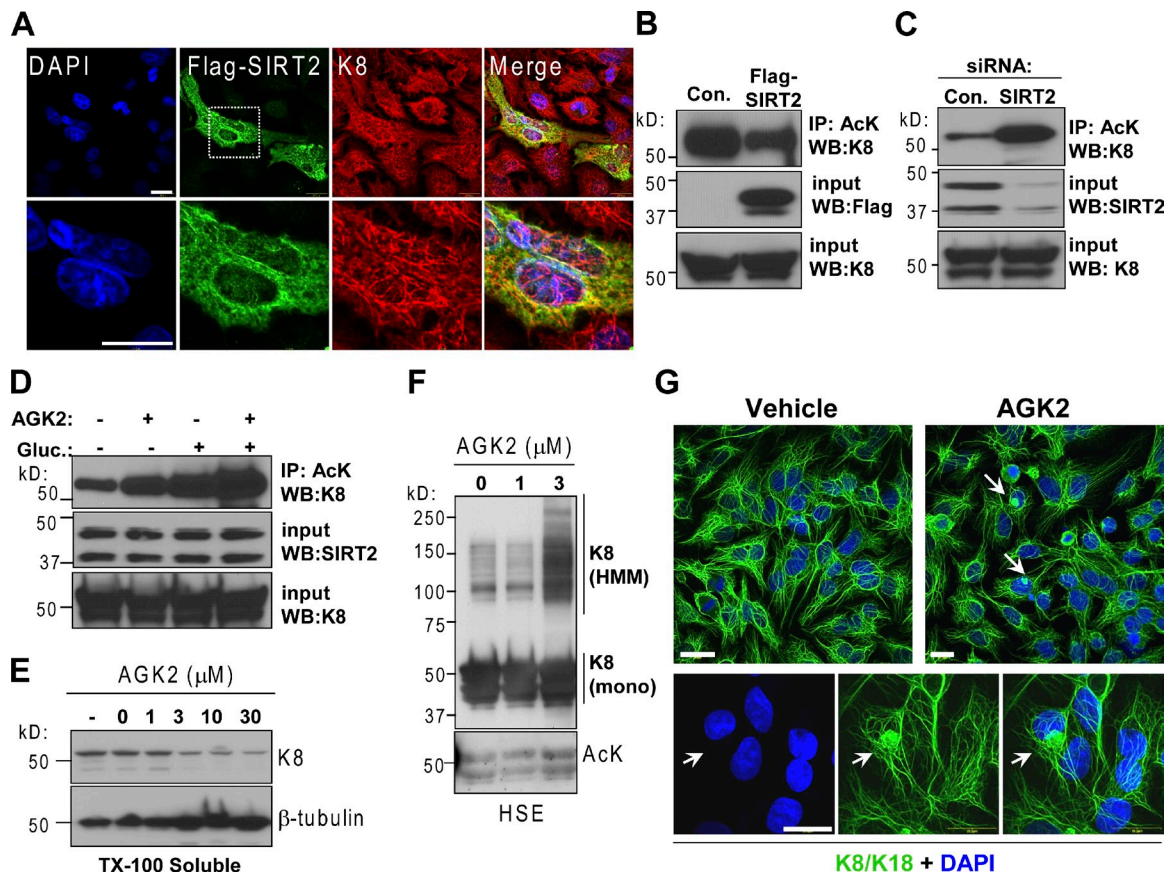 A
DAPI
Flag-SIRT2
K8
Merge
B
Con.
Flag-
SIRT2
kD:
50
IP: AcK
WB:K8
50
37
input
WB:Flag
50
input
WB:K8
C
siRNA:
Con. SIRT2
kD:
50
IP: AcK
WB:K8
50
37
input
WB:SIRT2
50
input
WB: K8
D
AGK2: - + - +
Gluc.: - - + +
kD:
50
IP: AcK
WB:K8
50
37
input
WB:SIRT2
50
input
WB:K8
E
AGK2 (μM)
- 0 1 3 10 30
50
K8
50
β-tubulin
TX-100 Soluble
F
AGK2 (μM)
kD: 0 1 3
250
150
100
75
50
37
K8
(HMM)
K8
(mono)
50
AcK
HSE
G
Vehicle
AGK2
K8/K18 + DAPI